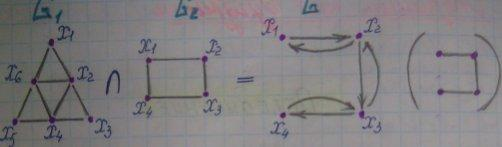 G₁ G₂ G
x₁ x₁ x₂ x₁ x₂
x₆ x₂ ∩ =
x₅ x₄ x₃ x₄ x₃ x₄ x₃